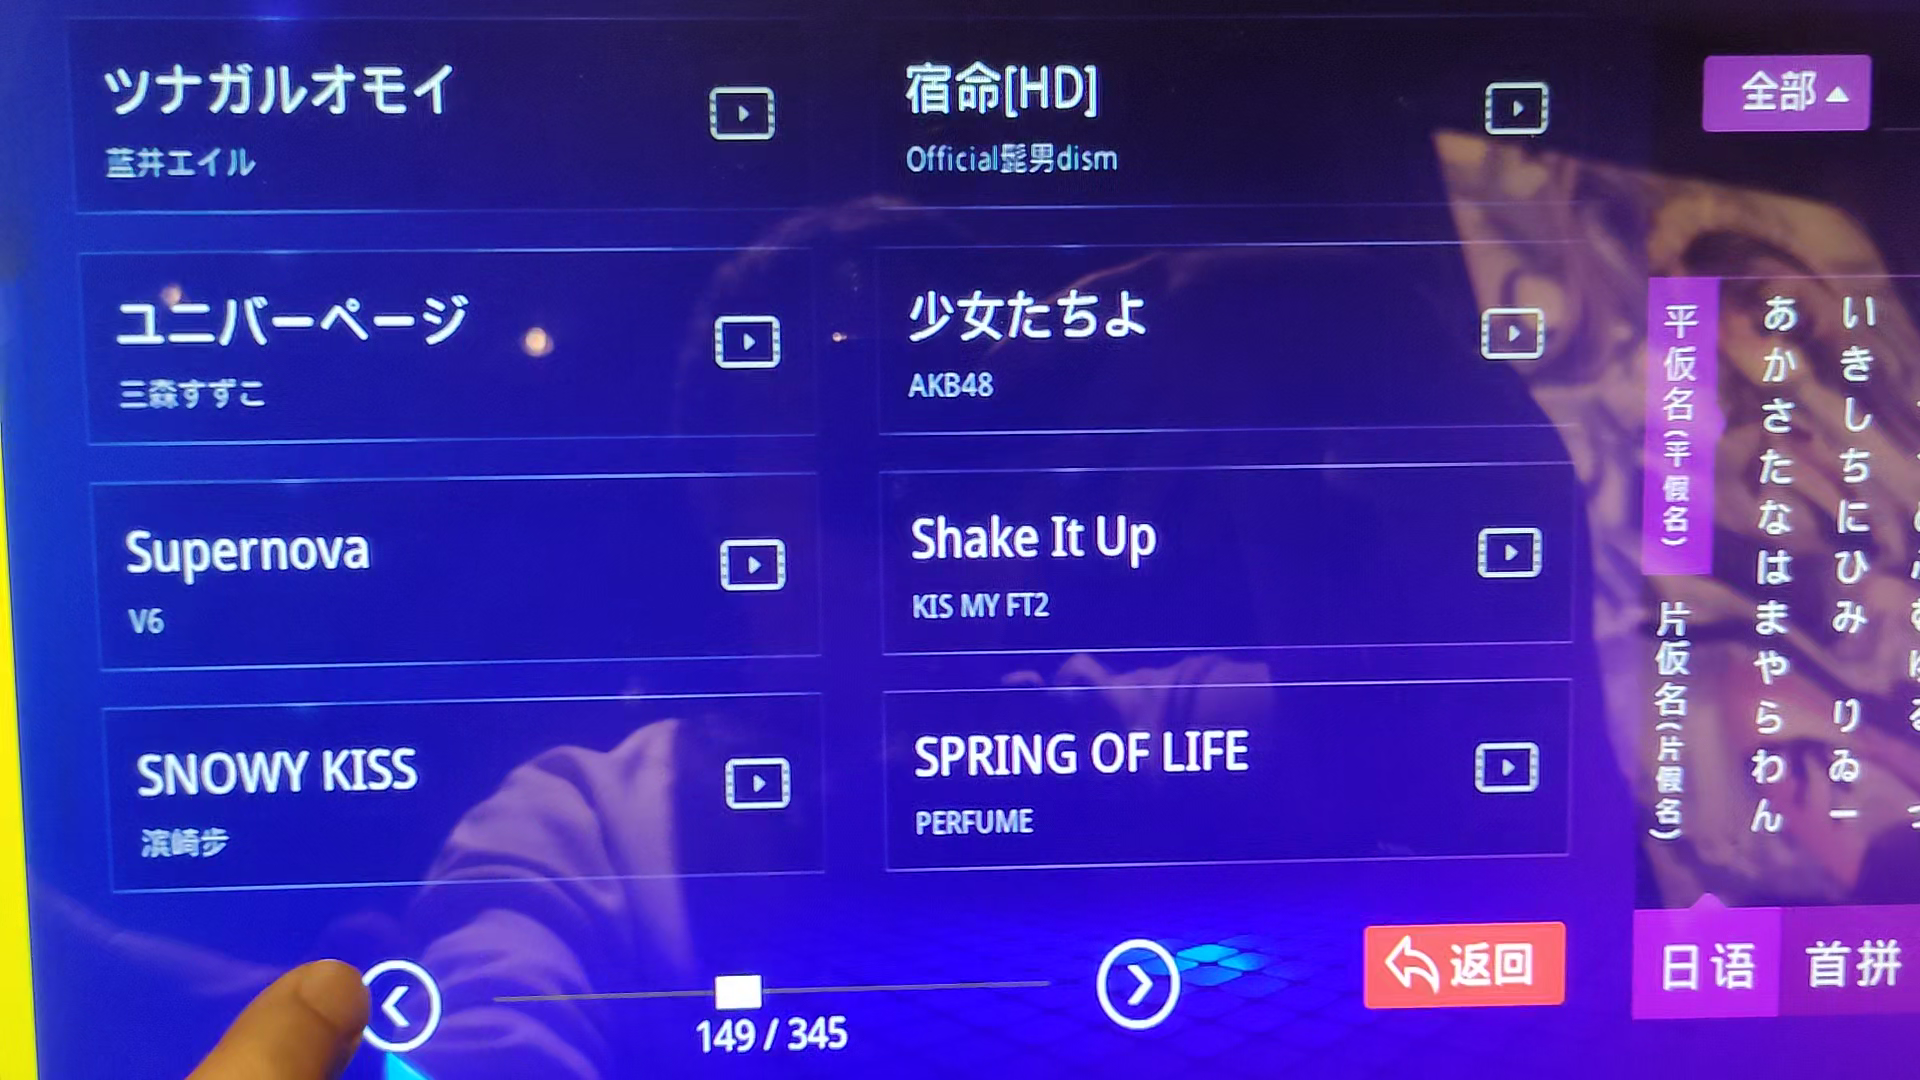 ツナガルオモイ
蓝井エイル
宿命[HD]
Official髭男dism
ユニバーページ
三森すずこ
少女たちよ
AKB48
Supernova
V6
Shake It Up
KIS MY FT2
SNOWY KISS
滨崎步
SPRING OF LIFE
PERFUME
149 / 345
返回
全部
平仮名(平假名)
片仮名(片假名)
あかさたなはまやらわん
いきしちにひみ りゐー
日语
首拼